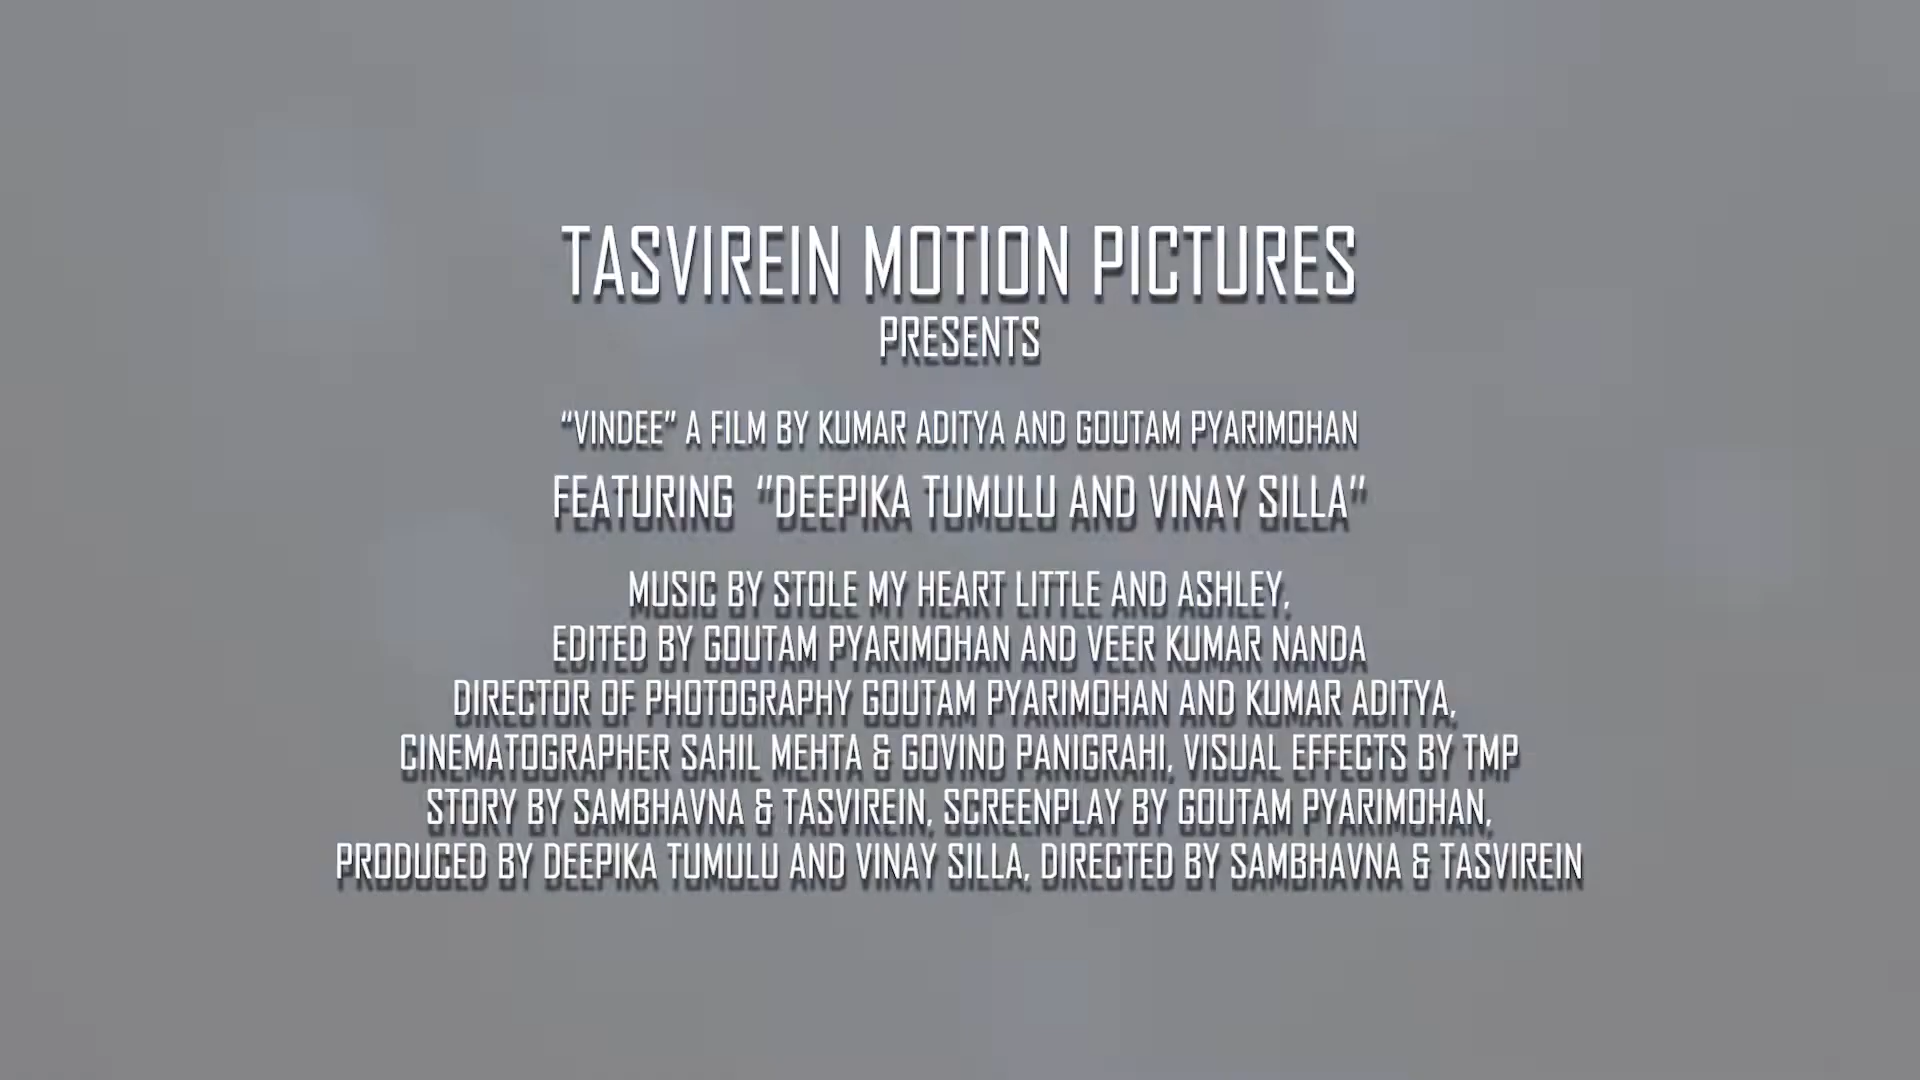 TASVIREIN MOTION PICTURES
PRESENTS
“VINDEE” A FILM BY KUMAR ADITYA AND GOUTAM PYARIMOHAN
FEATURING “DEEPIKA TUMULU AND VINAY SILLA”
MUSIC BY STOLE MY HEART LITTLE AND ASHLEY,
EDITED BY GOUTAM PYARIMOHAN AND VEER KUMAR NANDA
DIRECTOR OF PHOTOGRAPHY GOUTAM PYARIMOHAN AND KUMAR ADITYA,
CINEMATOGRAPHER SAHIL MEHTA & GOVIND PANIGRAHI, VISUAL EFFECTS BY TMP
STORY BY SAMBHAVNA & TASVIREIN, SCREENPLAY BY GOUTAM PYARIMOHAN,
PRODUCED BY DEEPIKA TUMULU AND VINAY SILLA, DIRECTED BY SAMBHAVNA & TASVIREIN